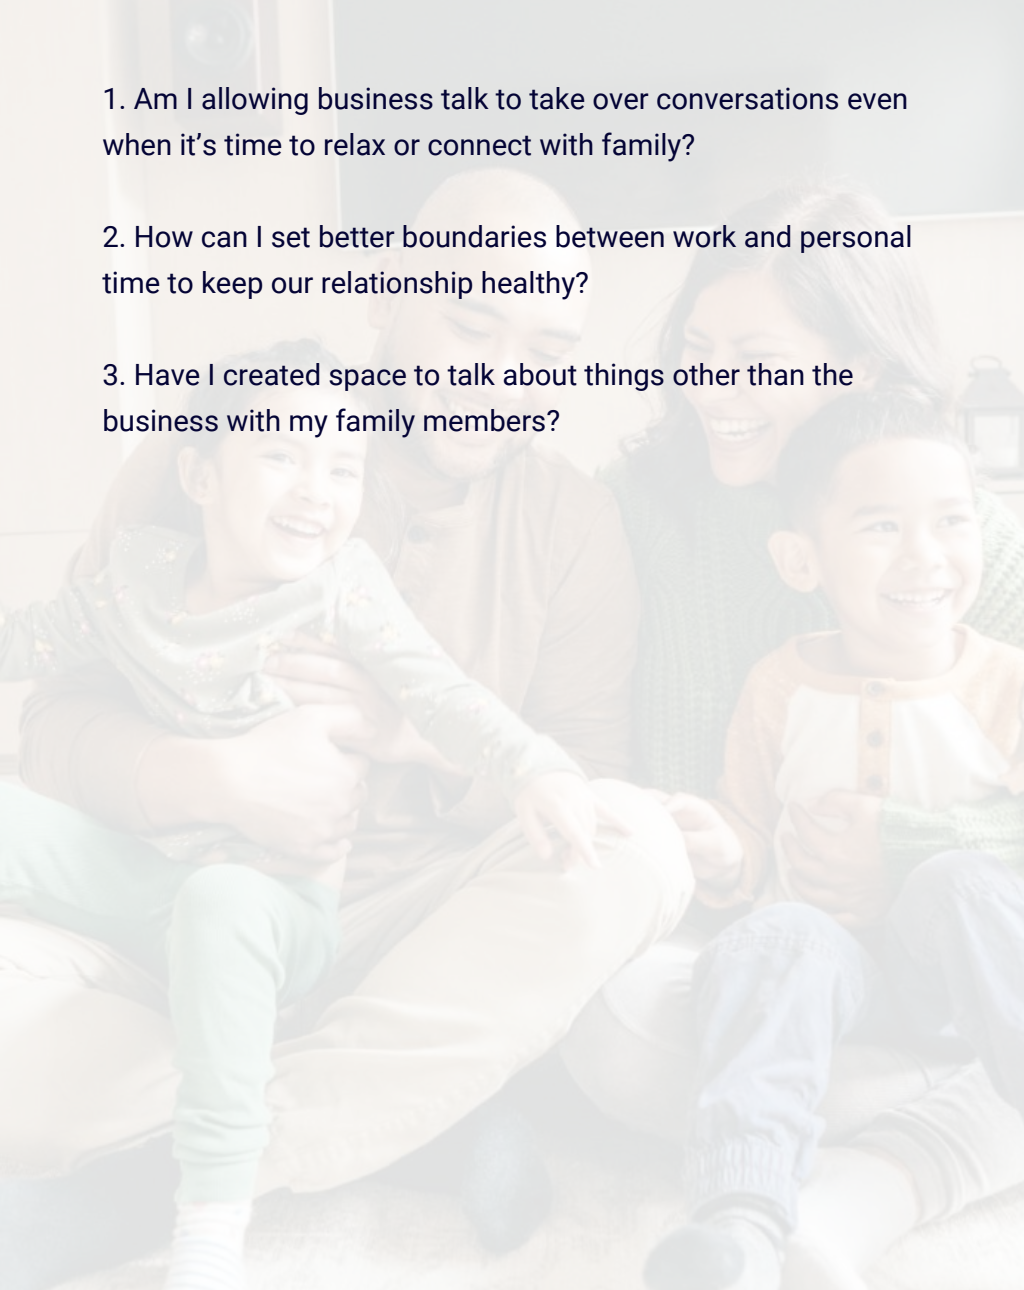 1. Am I allowing business talk to take over conversations even
when it’s time to relax or connect with family?
2. How can I set better boundaries between work and personal
time to keep our relationship healthy?
3. Have I created space to talk about things other than the
business with my family members?